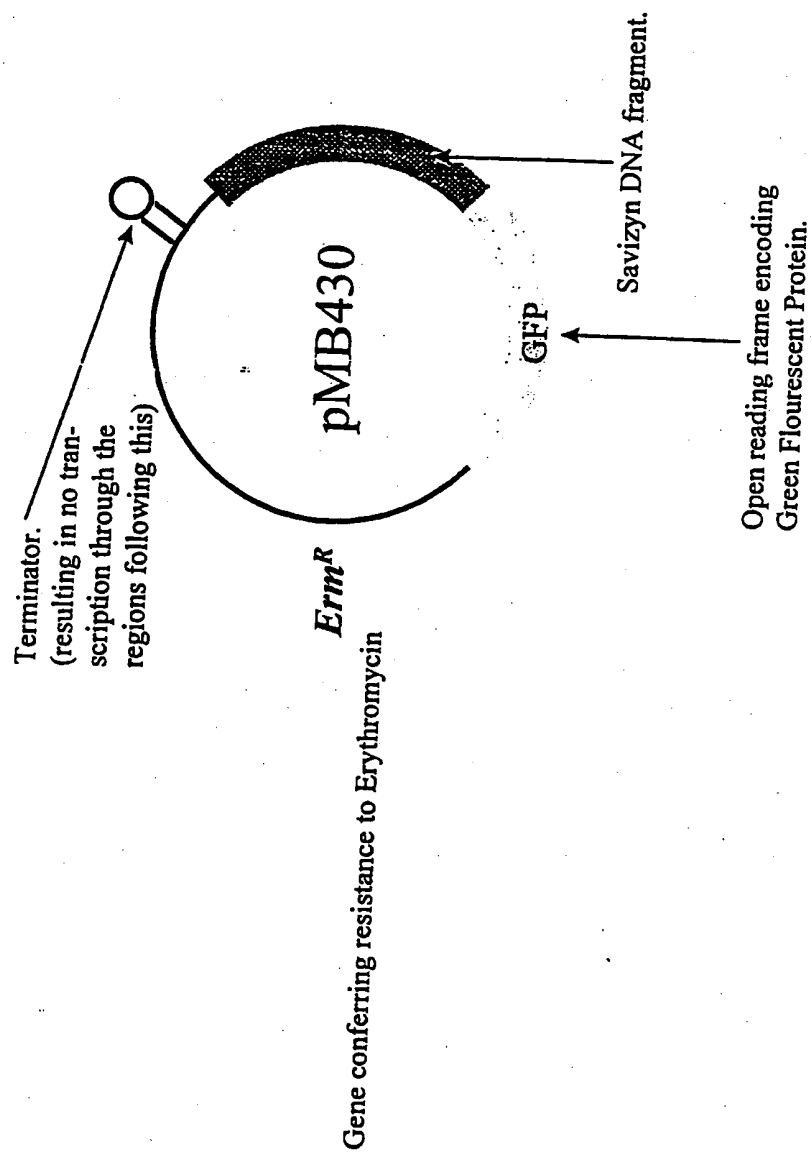 Terminator.
(resulting in no tran-
scription through the
regions following this)
pMB430
Erm^R
Gene conferring resistance to Erythromycin
GFP
Savizyn DNA fragment.
Open reading frame encoding
Green Flourescent Protein.